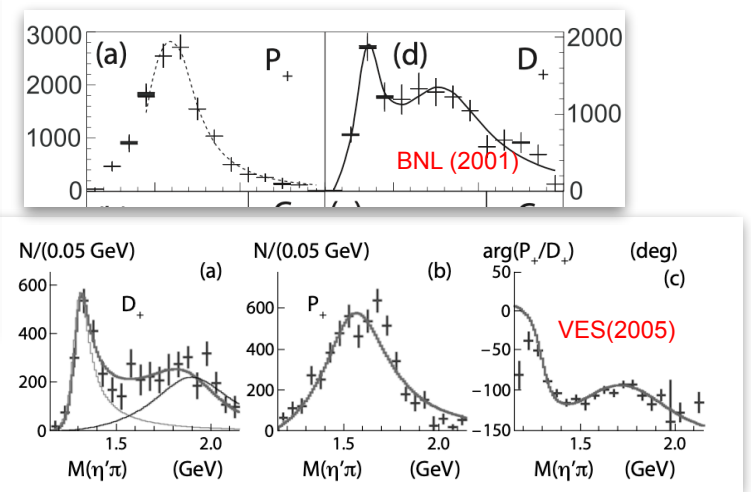 3000
(a)
P+
(d)
D+
2000
2000
1000
1000
BNL (2001)
0
0
N/(0.05 GeV)
N/(0.05 GeV)
arg(P+/D+) (deg)
(a)
(b)
(c)
600
400
200
0
D+
1.5
2.0
M(η′π) (GeV)
600
400
200
0
P+
1.5
2.0
M(η′π) (GeV)
50
0
−50
−100
−150
VES(2005)
1.5
2.0
M(η′π) (GeV)